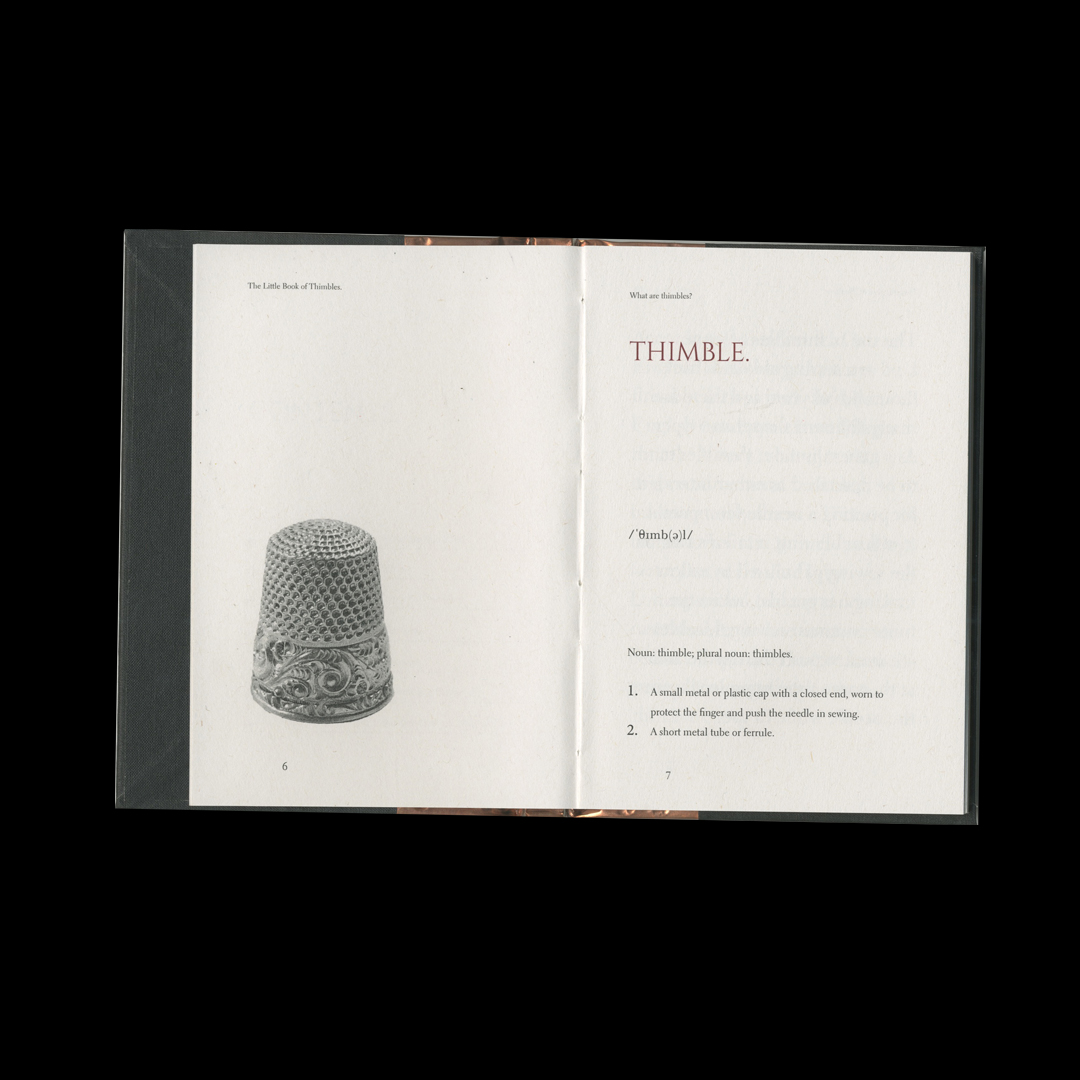 The Little Book of Thimbles.
6
What are thimbles?
THIMBLE.
/ˈθɪmb(ə)l/
Noun: thimble; plural noun: thimbles.
1. A small metal or plastic cap with a closed end, worn to
protect the finger and push the needle in sewing.
2. A short metal tube or ferrule.
7